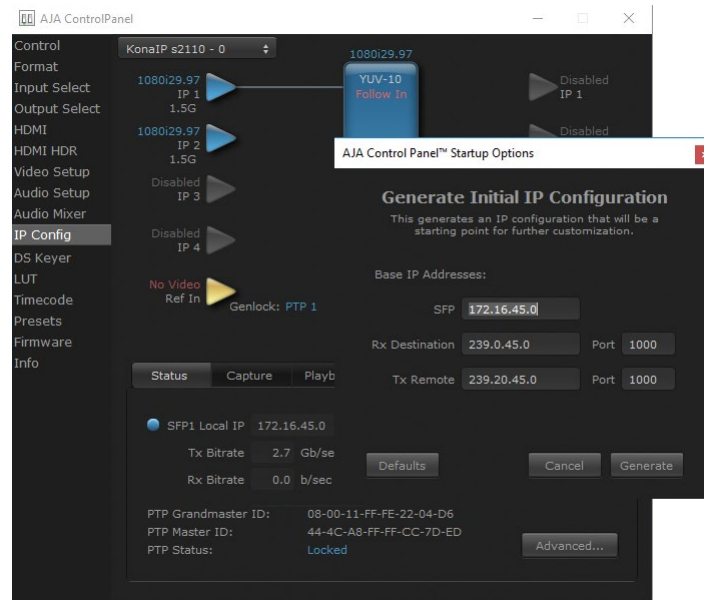 AJA ControlPanel
Control
Format
Input Select
Output Select
HDMI
HDMI HDR
Video Setup
Audio Setup
Audio Mixer
IP Config
DS Keyer
LUT
Timecode
Presets
Firmware
Info
KonaIP s2110 - 0
1080i29.97
IP 1
1.5G
1080i29.97
IP 2
1.5G
Disabled
IP 3
Disabled
IP 4
No Video
Ref In
Genlock: PTP 1
1080i29.97
YUV-10
Follow In
Disabled
IP 1
Disabled
Status Capture Playb
SFP1 Local IP 172.16.45.0
Tx Bitrate 2.7 Gb/se
Rx Bitrate 0.0 b/sec
PTP Grandmaster ID: 08-00-11-FF-FE-22-04-D6
PTP Master ID: 44-4C-A8-FF-FF-CC-7D-ED
PTP Status: Locked
Advanced...
AJA Control Panel™ Startup Options
Generate Initial IP Configuration
This generates an IP configuration that will be a
starting point for further customization.
Base IP Addresses:
SFP 172.16.45.0
Rx Destination 239.0.45.0 Port 1000
Tx Remote 239.20.45.0 Port 1000
Defaults Cancel Generate